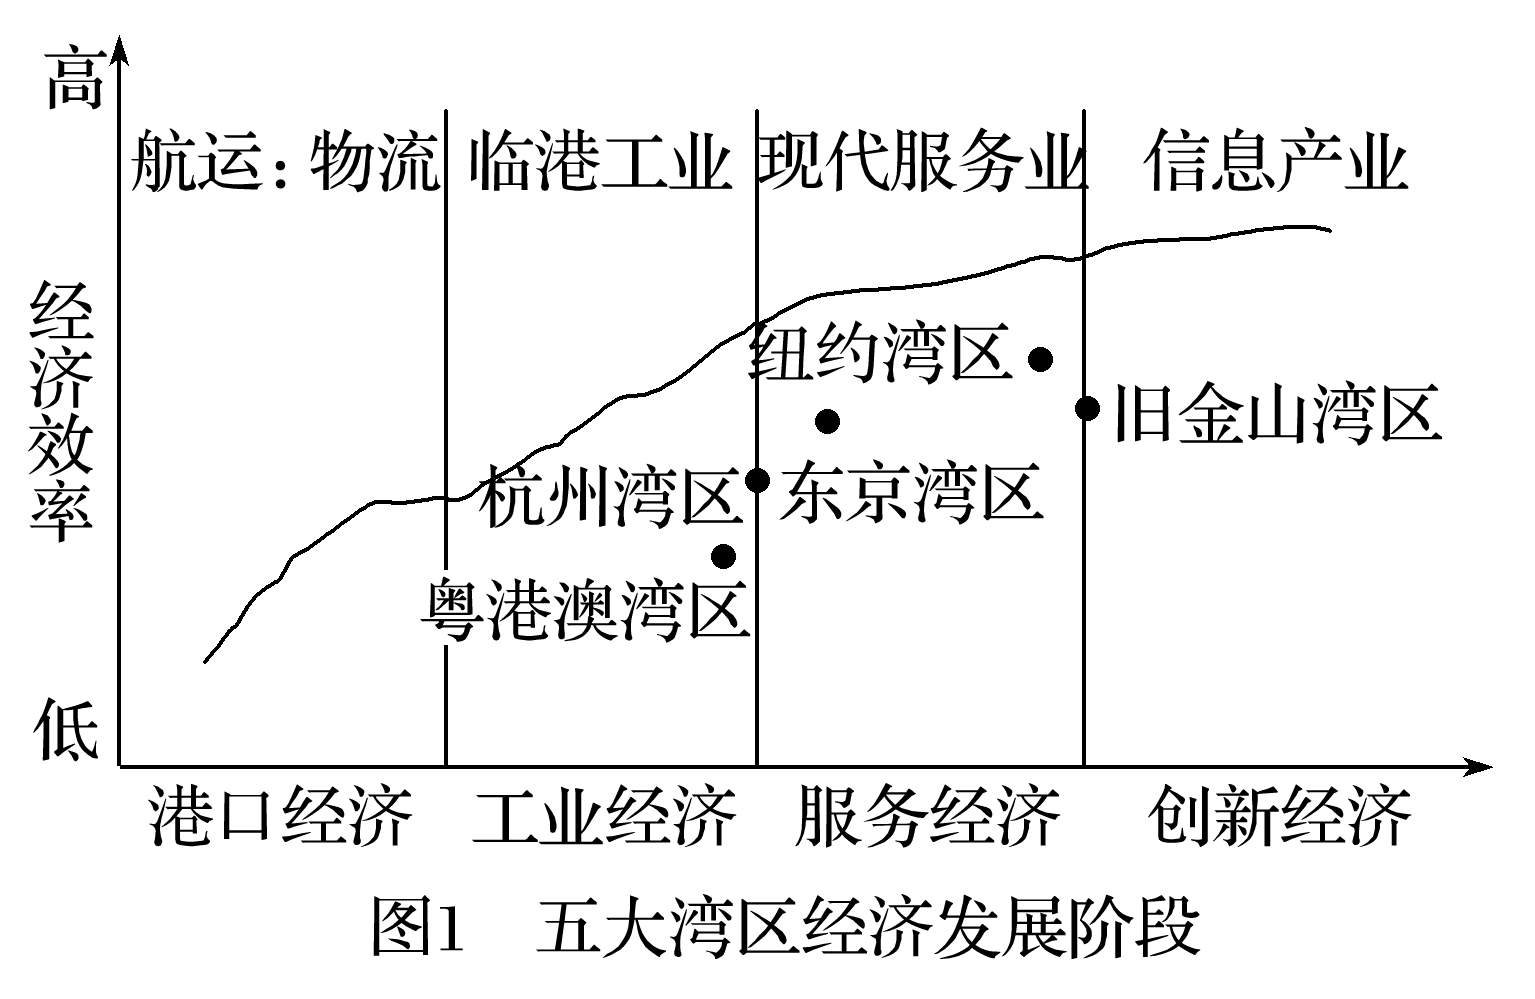 高
航运:物流 临港工业 现代服务业 信息产业
经济效率
纽约湾区
旧金山湾区
杭州湾区 东京湾区
粤港澳湾区
低
港口经济 工业经济 服务经济 创新经济
图1 五大湾区经济发展阶段